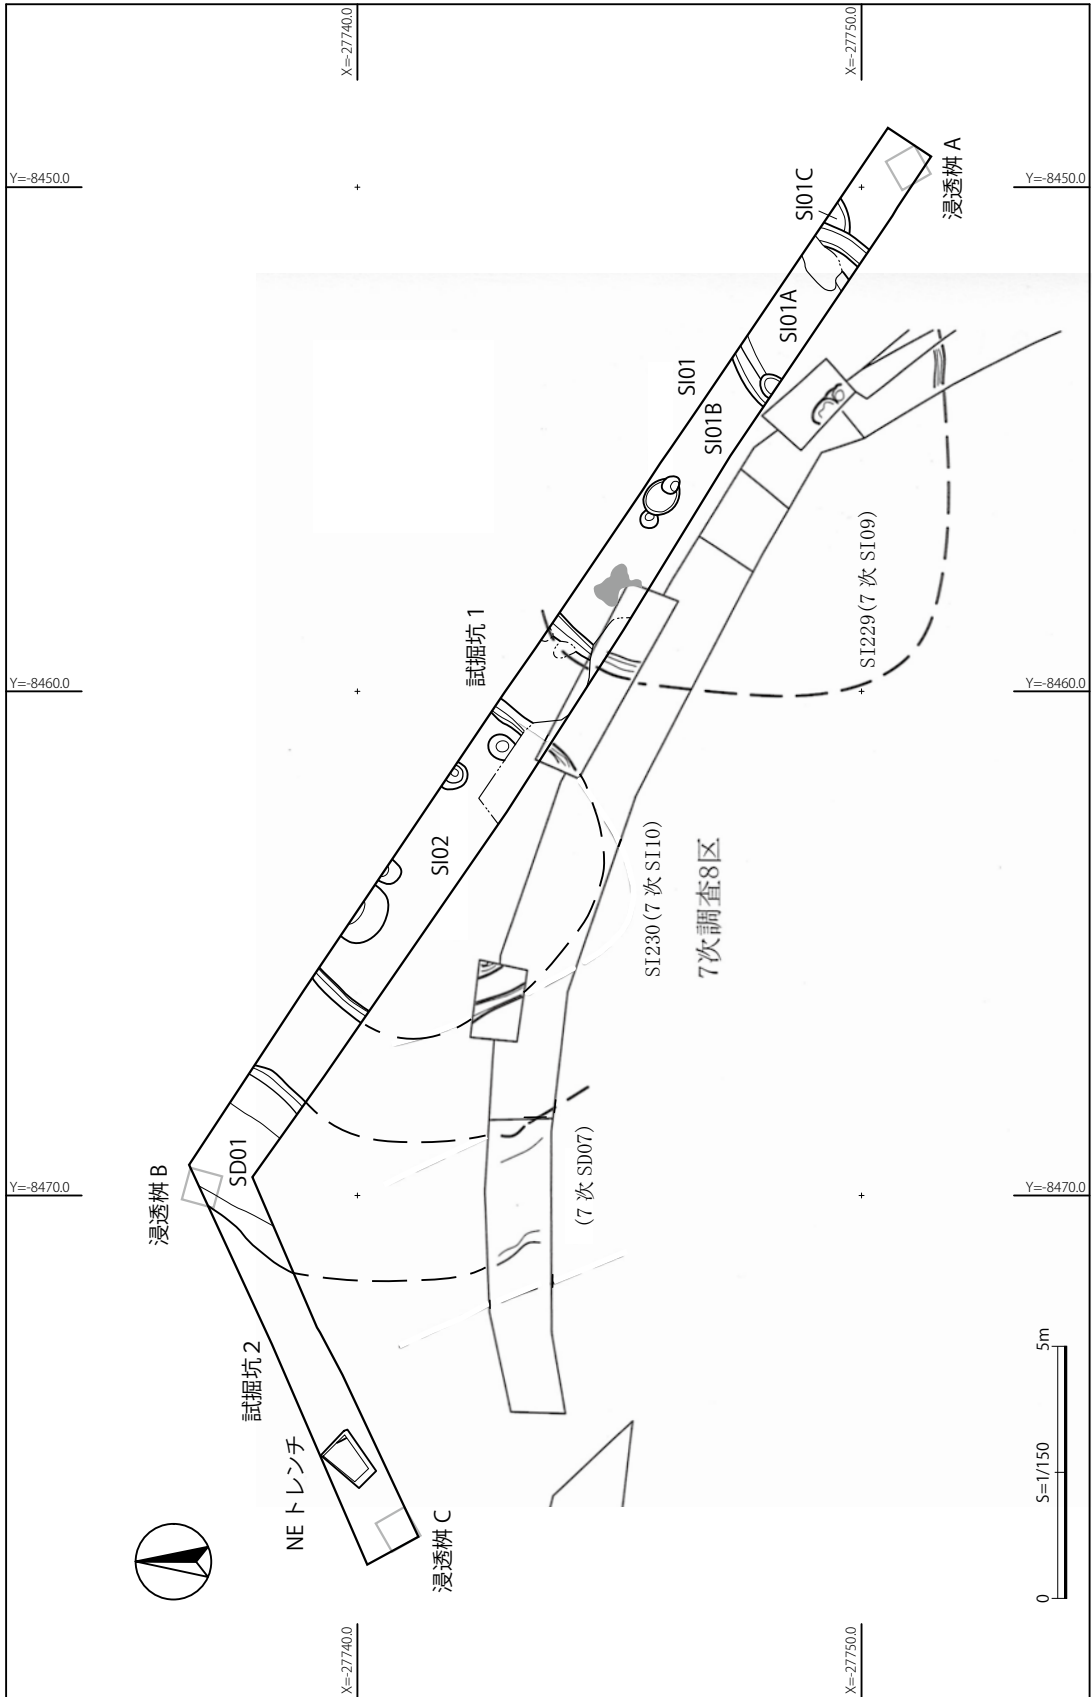 X=-27740.0
X=-27750.0
Y=-8450.0
Y=-8450.0
浸透桝 A
SI01C
SI01A
SI01
SI01B
試掘坑 1
SI229(7 次 SI09)
Y=-8460.0
Y=-8460.0
SI02
SI230(7 次 SI10)
7次調査8区
SD01
浸透桝 B
(7 次 SD07)
Y=-8470.0
Y=-8470.0
試掘坑 2
NE トレンチ
浸透桝 C
0
S=1/150
5m
X=-27740.0
X=-27750.0